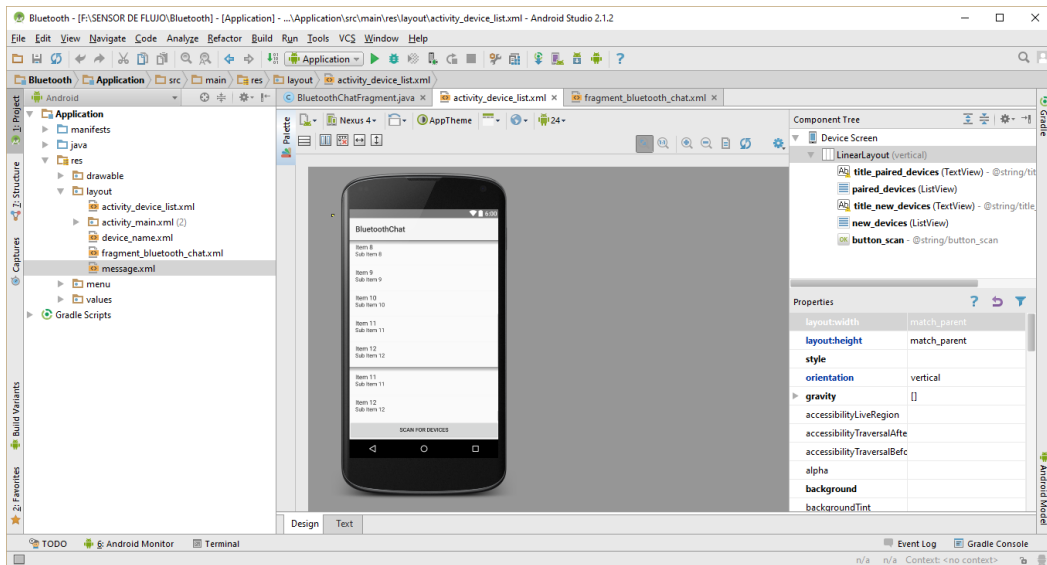 Bluetooth - [F:\SENSOR DE FLUJO\Bluetooth] - [Application] - ...\Application\src\main\res\layout\activity_device_list.xml - Android Studio 2.1.2
File Edit View Navigate Code Analyze Refactor Build Run Tools VCS Window Help
Application
Bluetooth Application src main res layout activity_device_list.xml
1: Project
7: Structure
Captures
Build Variants
2: Favorites
Android
Application
manifests
java
res
drawable
layout
activity_device_list.xml
activity_main.xml (2)
device_name.xml
fragment_bluetooth_chat.xml
message.xml
menu
values
Gradle Scripts
BluetoothChatFragment.java × activity_device_list.xml × fragment_bluetooth_chat.xml ×
Palette
Nexus 4 AppTheme 24
6:00
BluetoothChat
Item 8
Sub Item 8
Item 9
Sub Item 9
Item 10
Sub Item 10
Item 11
Sub Item 11
Item 12
Sub Item 12
Item 11
Sub Item 11
Item 12
Sub Item 12
SCAN FOR DEVICES
Design Text
Component Tree
Device Screen
LinearLayout (vertical)
title_paired_devices (TextView) - @string/tit
paired_devices (ListView)
title_new_devices (TextView) - @string/title_
new_devices (ListView)
OK button_scan - @string/button_scan
Properties
layout:width match_parent
layout:height match_parent
style
orientation vertical
gravity []
accessibilityLiveRegion
accessibilityTraversalAfte
accessibilityTraversalBefo
alpha
background
backgroundTint
Gradle
Android Model
TODO 6: Android Monitor Terminal Event Log Gradle Console
n/a n/a Context: <no context>